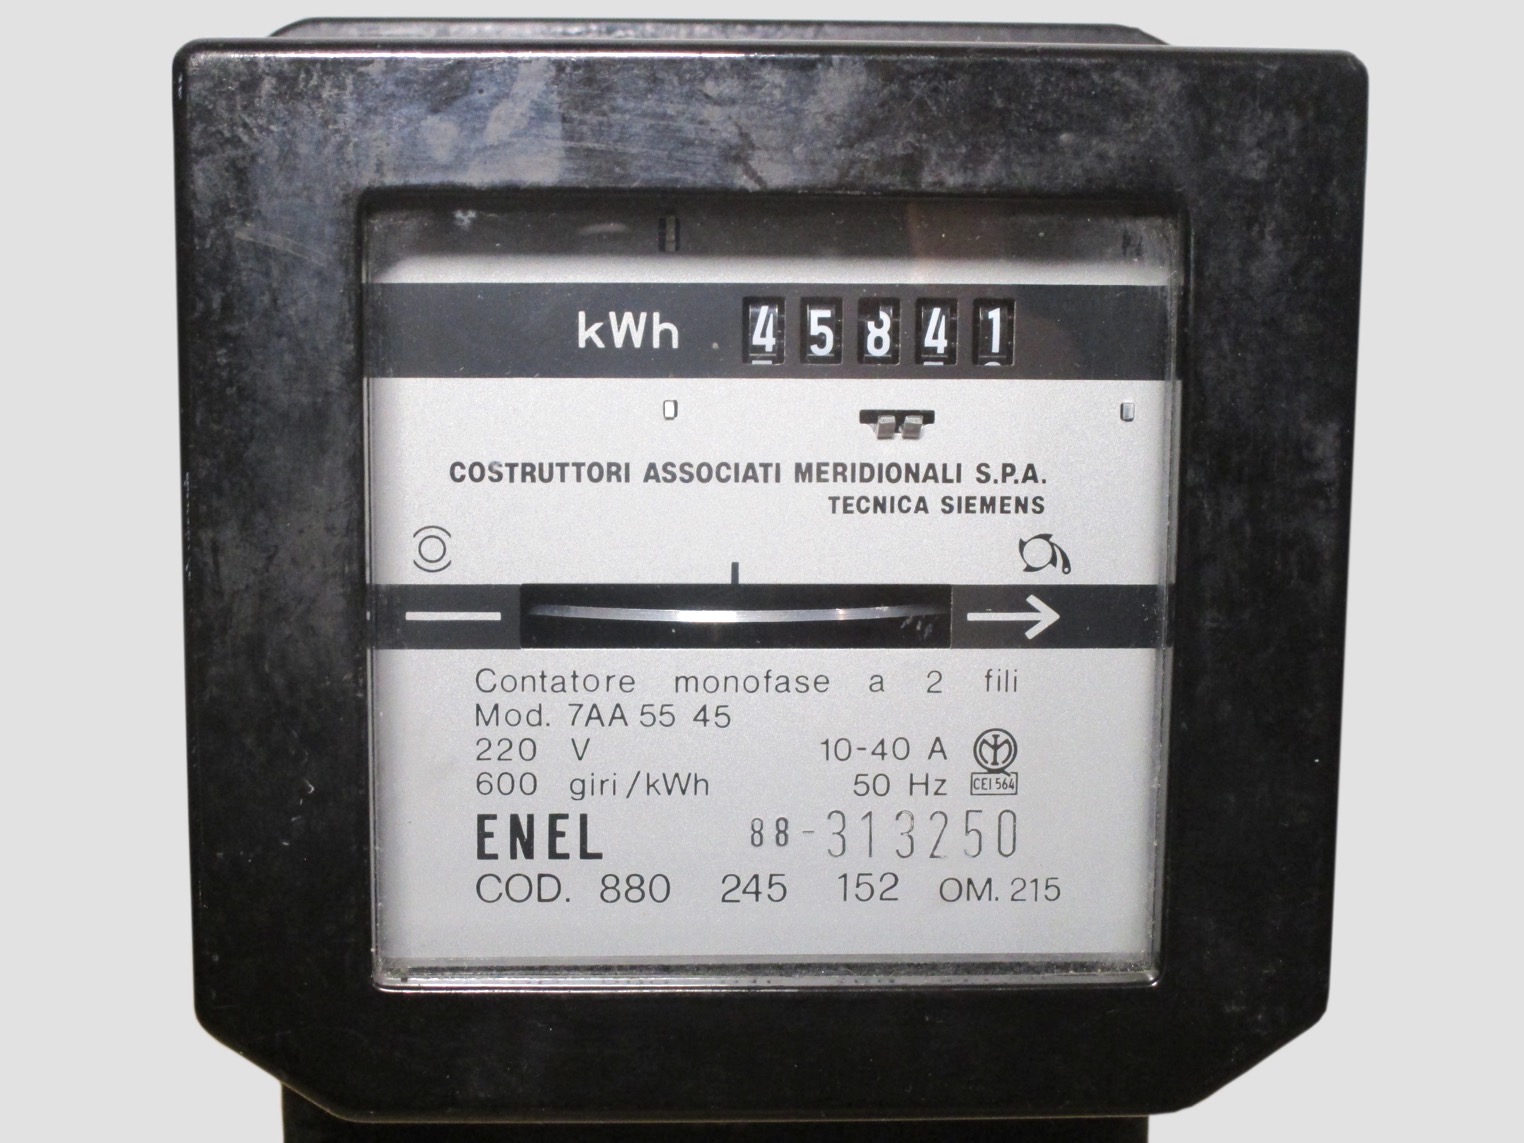 kWh 45841
COSTRUTTORI ASSOCIATI MERIDIONALI S.P.A.
TECNICA SIEMENS
Contatore monofase a 2 fili
Mod. 7AA 55 45
220 V 10-40 A
600 giri/kWh 50 Hz CEI 564
ENEL 88-313250
COD. 880 245 152 OM. 215